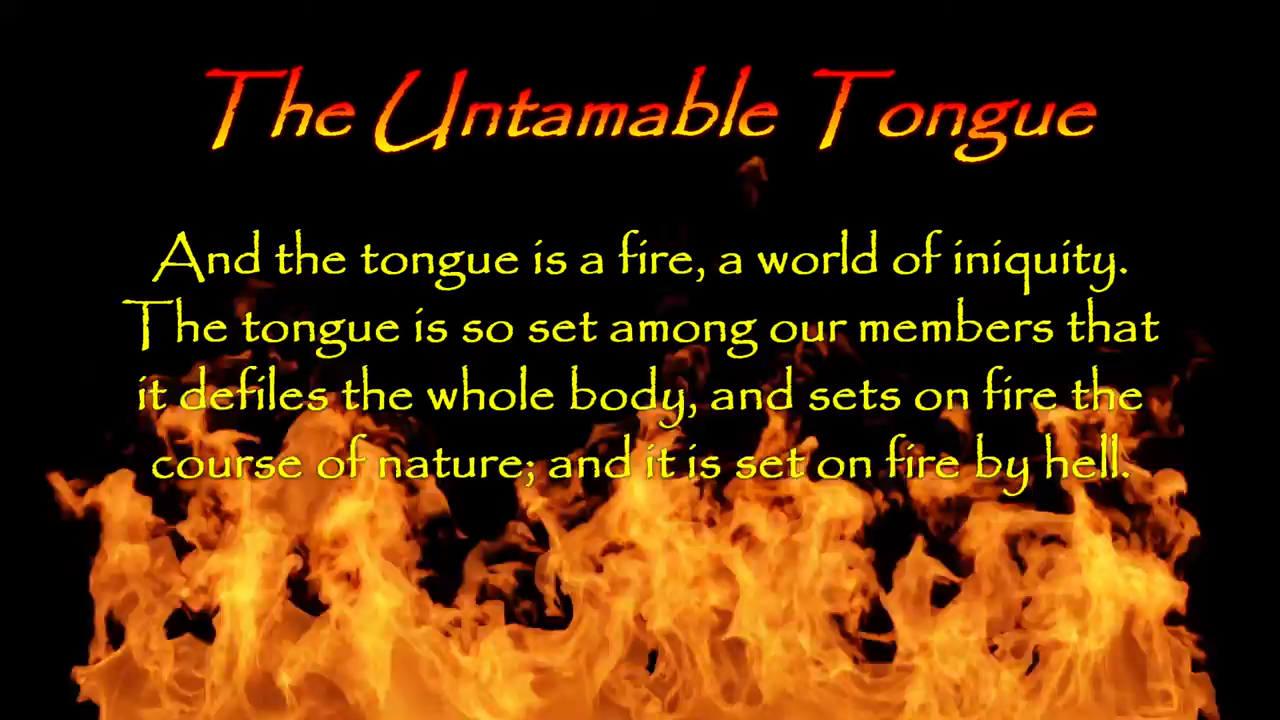 The Untamable Tongue
And the tongue is a fire, a world of iniquity.
The tongue is so set among our members that
it defiles the whole body, and sets on fire the
course of nature; and it is set on fire by hell.